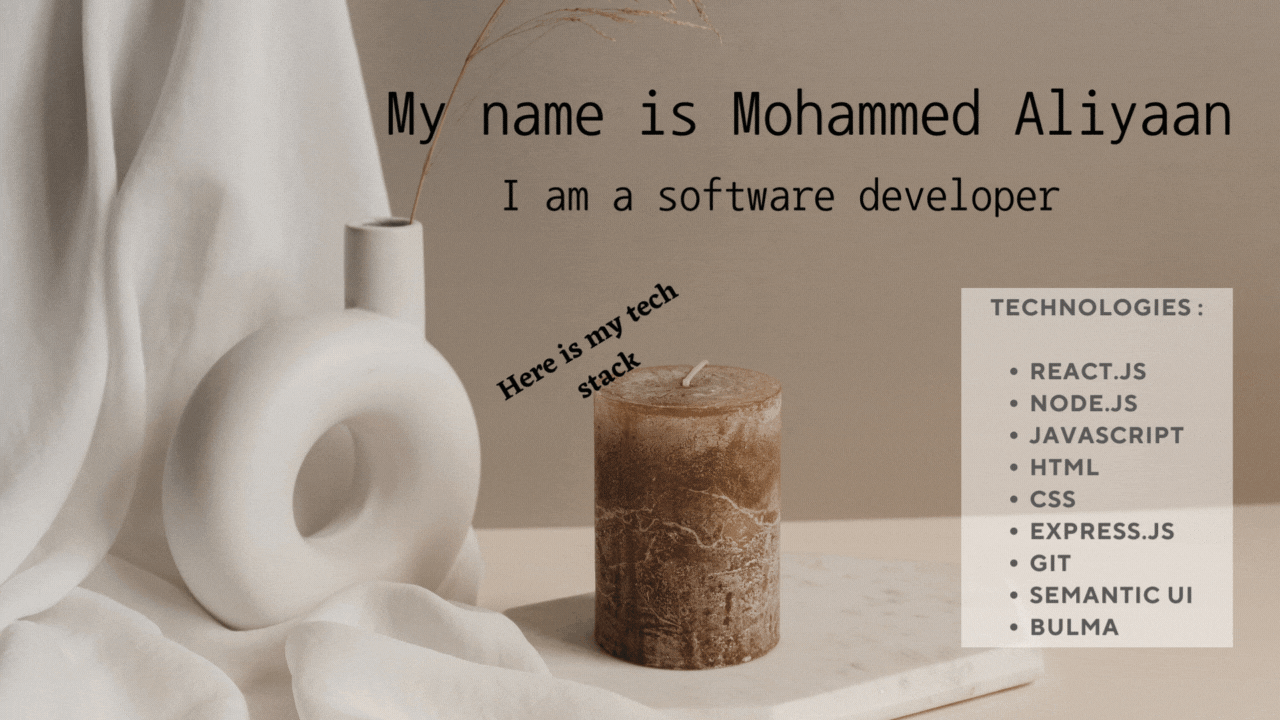 My name is Mohammed Aliyaan
I am a software developer
Here is my tech
stack
TECHNOLOGIES :
• REACT.JS
• NODE.JS
• JAVASCRIPT
• HTML
• CSS
• EXPRESS.JS
• GIT
• SEMANTIC UI
• BULMA